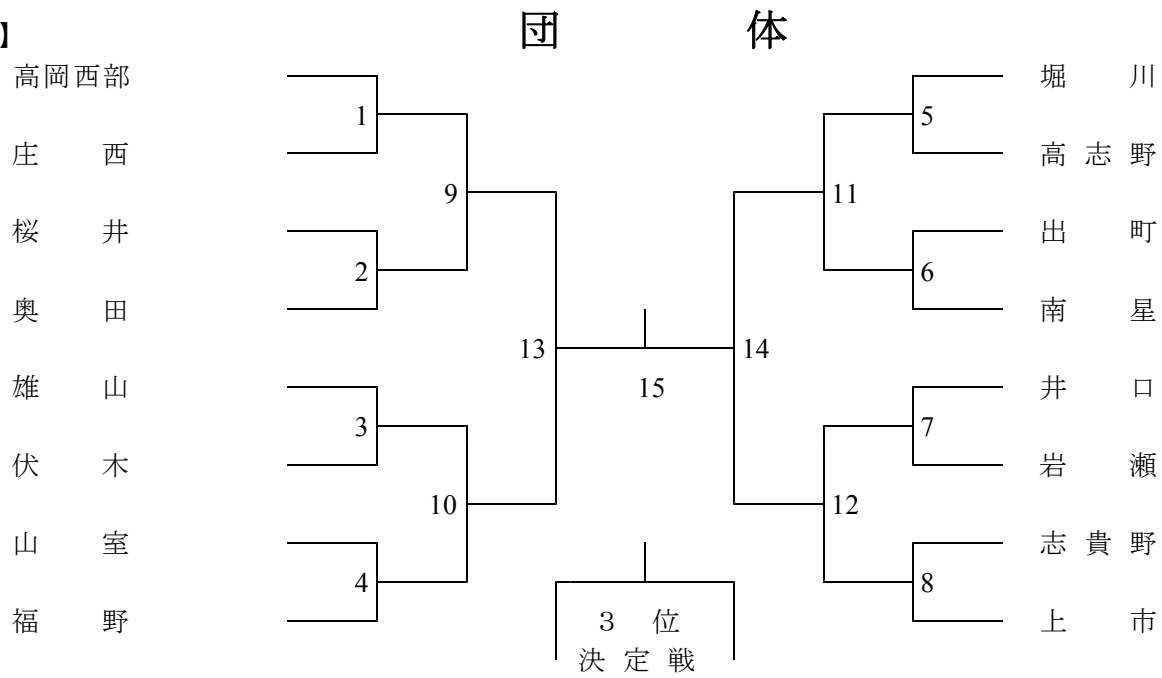 】
団 体
高岡西部 堀 川
1 5
庄 西 高 志 野
9 11
桜 井 出 町
2 6
奥 田 南 星
13 14
雄 山 15 井 口
3 7
伏 木 岩 瀬
10 12
山 室 志 貴 野
4 8
福 野 3 位 上 市
決 定 戦